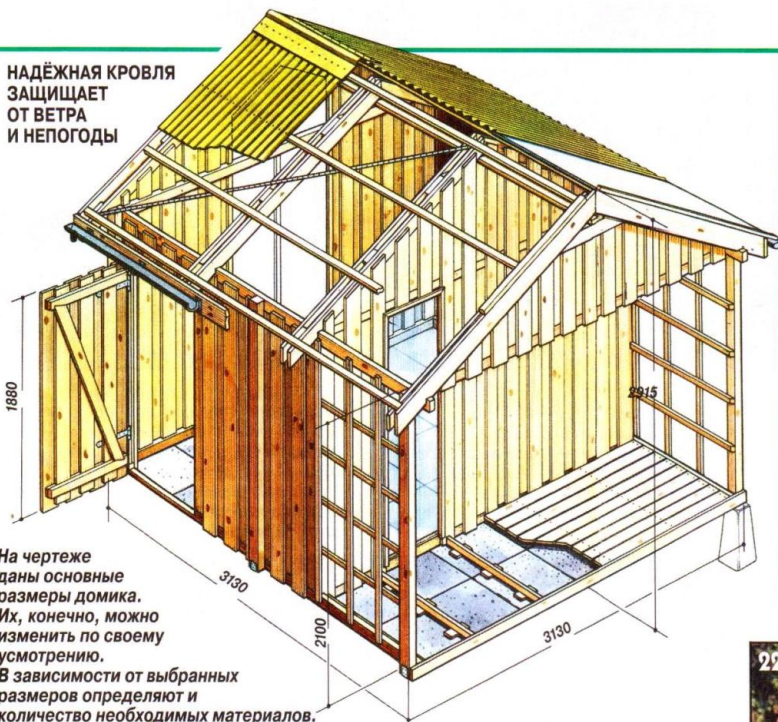 НАДЁЖНАЯ КРОВЛЯ
ЗАЩИЩАЕТ
ОТ ВЕТРА
И НЕПОГОДЫ
1880
2915
3130
2100
3130
На чертеже
даны основные
размеры домика.
Их, конечно, можно
изменить по своему
усмотрению.
В зависимости от выбранных
размеров определяют и
количество необходимых материалов.
22